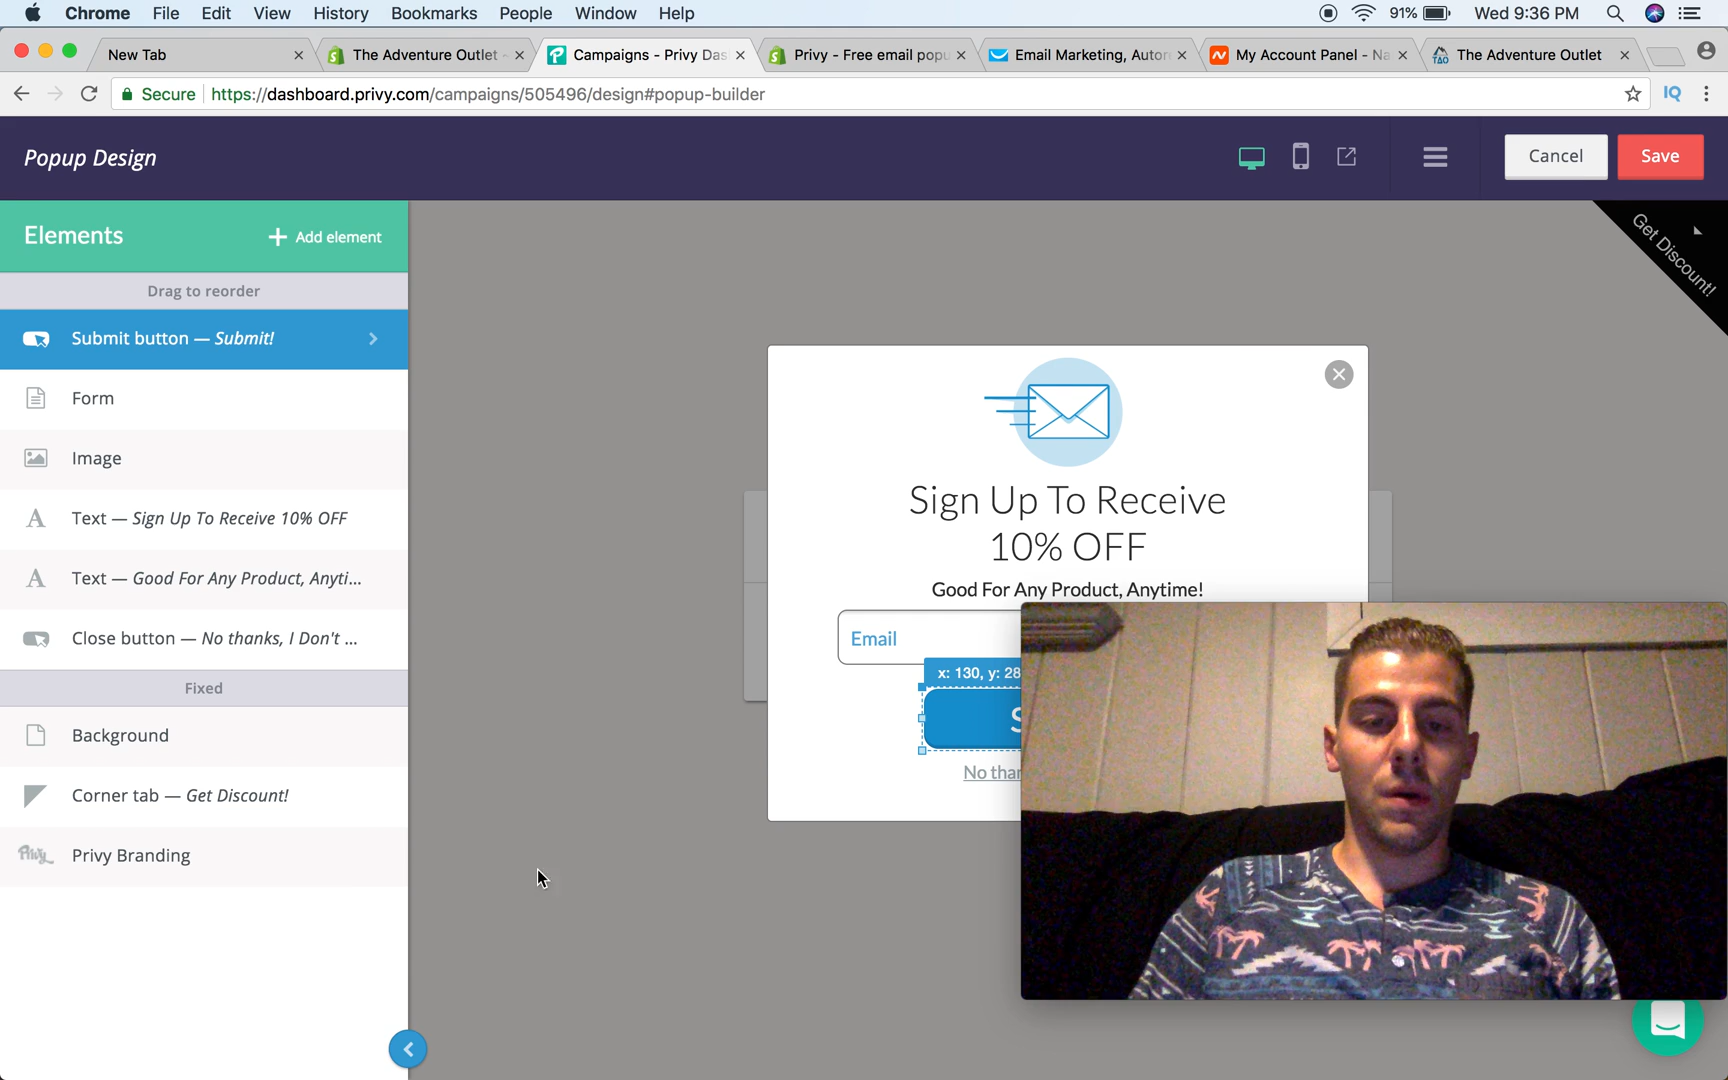 Chrome File Edit View History Bookmarks People Window Help 91% Wed 9:36 PM
New Tab The Adventure Outlet ~ Campaigns - Privy Das Privy - Free email popu Email Marketing, Autor My Account Panel - Na The Adventure Outlet
Secure https://dashboard.privy.com/campaigns/505496/design#popup-builder IQ
Popup Design Cancel Save
Elements + Add element
Get Discount!
Drag to reorder
Submit button — Submit!
Form
Image
Text — Sign Up To Receive 10% OFF
Text — Good For Any Product, Anyti...
Close button — No thanks, I Don't ...
Fixed
Background
Corner tab — Get Discount!
Privy Privy Branding
Sign Up To Receive
10% OFF
Good For Any Product, Anytime!
Email
x: 130, y: 28
S
No than